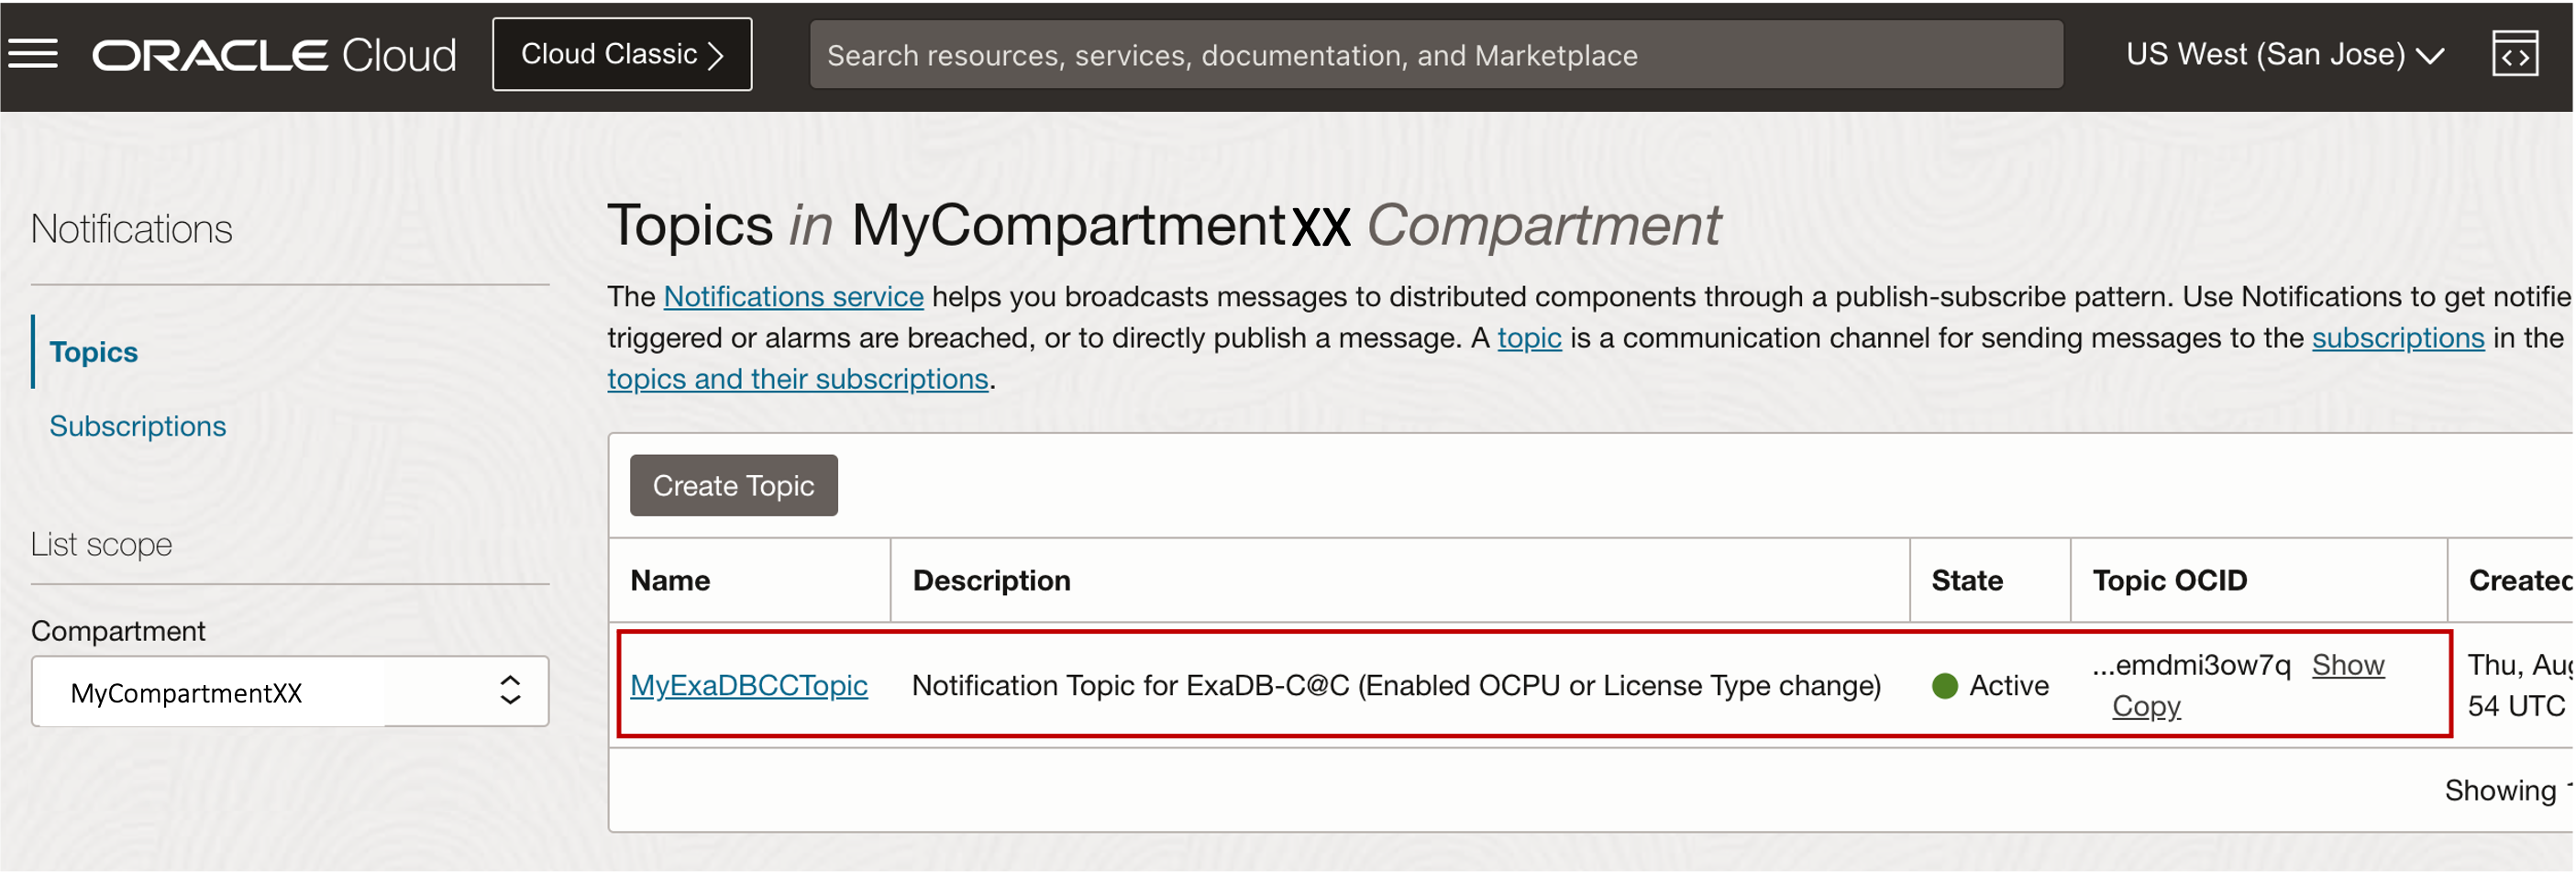 ORACLE Cloud
Cloud Classic
Search resources, services, documentation, and Marketplace
US West (San Jose)
Notifications
Topics
Subscriptions
List scope
Compartment
MyCompartmentXX
Topics in MyCompartmentXX Compartment
The Notifications service helps you broadcasts messages to distributed components through a publish-subscribe pattern. Use Notifications to get notifie
triggered or alarms are breached, or to directly publish a message. A topic is a communication channel for sending messages to the subscriptions in the
topics and their subscriptions.
Create Topic
Name Description State Topic OCID Created
MyExaDBCCTopic Notification Topic for ExaDB-C@C (Enabled OCPU or License Type change) Active ...emdmi3ow7q Show Thu, Aug
Copy 54 UTC
Showing